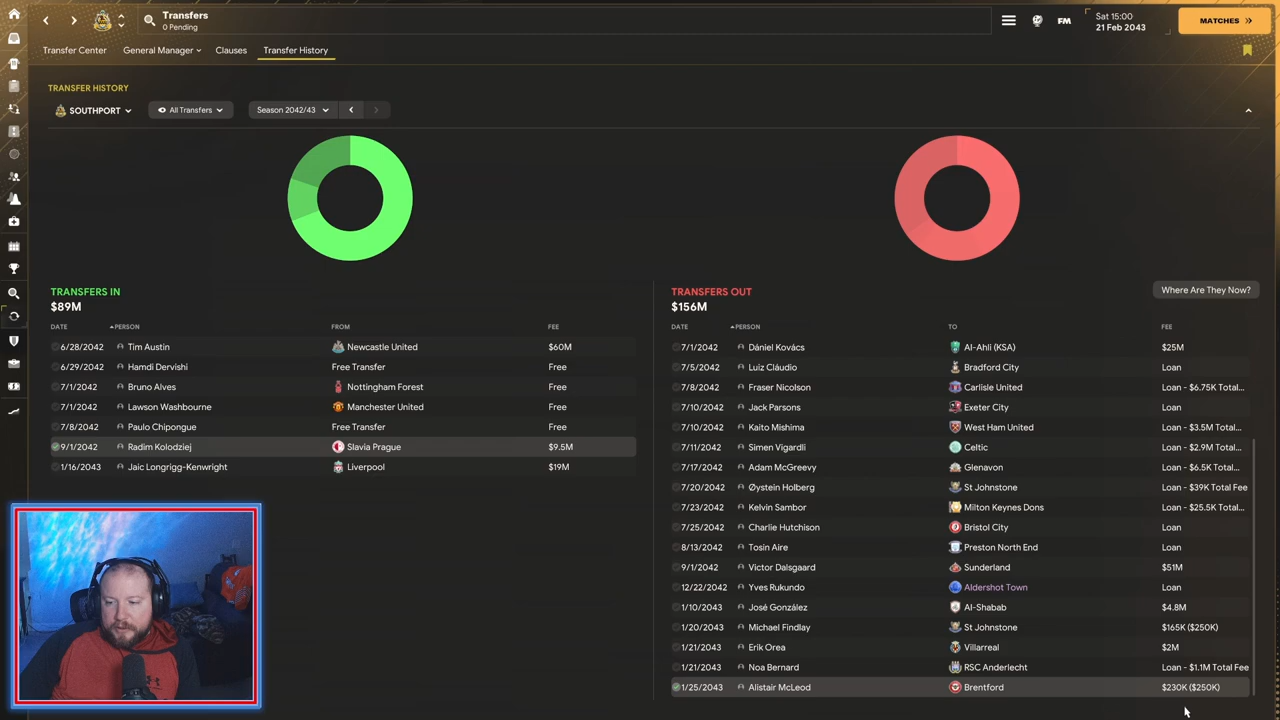 Transfers
0 Pending
FM
Sat 15:00
21 Feb 2043
MATCHES
Transfer Center
General Manager
Clauses
Transfer History
TRANSFER HISTORY
SOUTHPORT
All Transfers
Season 2042/43
TRANSFERS IN
$89M
DATE PERSON FROM FEE
6/28/2042 Tim Austin Newcastle United $60M
6/29/2042 Hamdi Dervishi Free Transfer Free
7/1/2042 Bruno Alves Nottingham Forest Free
7/1/2042 Lawson Washbourne Manchester United Free
7/8/2042 Paulo Chipongue Free Transfer Free
9/1/2042 Radim Kolodziej Slavia Prague $9.5M
1/16/2043 Jaic Longrigg-Kenwright Liverpool $19M
TRANSFERS OUT
$156M
Where Are They Now?
DATE PERSON TO FEE
7/1/2042 Dániel Kovács Al-Ahli (KSA) $25M
7/5/2042 Luiz Cláudio Bradford City Loan
7/8/2042 Fraser Nicolson Carlisle United Loan - $6.75K Total...
7/10/2042 Jack Parsons Exeter City Loan
7/10/2042 Kaito Mishima West Ham United Loan - $3.5M Total...
7/11/2042 Simen Vigardli Celtic Loan - $2.9M Total...
7/17/2042 Adam McGreevy Glenavon Loan - $6.5K Total...
7/20/2042 Øystein Holberg St Johnstone Loan - $39K Total Fee
7/23/2042 Kelvin Sambor Milton Keynes Dons Loan - $25.5K Total...
7/25/2042 Charlie Hutchison Bristol City Loan
8/13/2042 Tosin Aire Preston North End Loan
9/1/2042 Victor Dalsgaard Sunderland $51M
12/22/2042 Yves Rukundo Aldershot Town Loan
1/10/2043 José González Al-Shabab $4.8M
1/20/2043 Michael Findlay St Johnstone $165K ($250K)
1/21/2043 Erik Orea Villarreal $2M
1/21/2043 Noa Bernard RSC Anderlecht Loan - $1.1M Total Fee
1/25/2043 Alistair McLeod Brentford $230K ($250K)